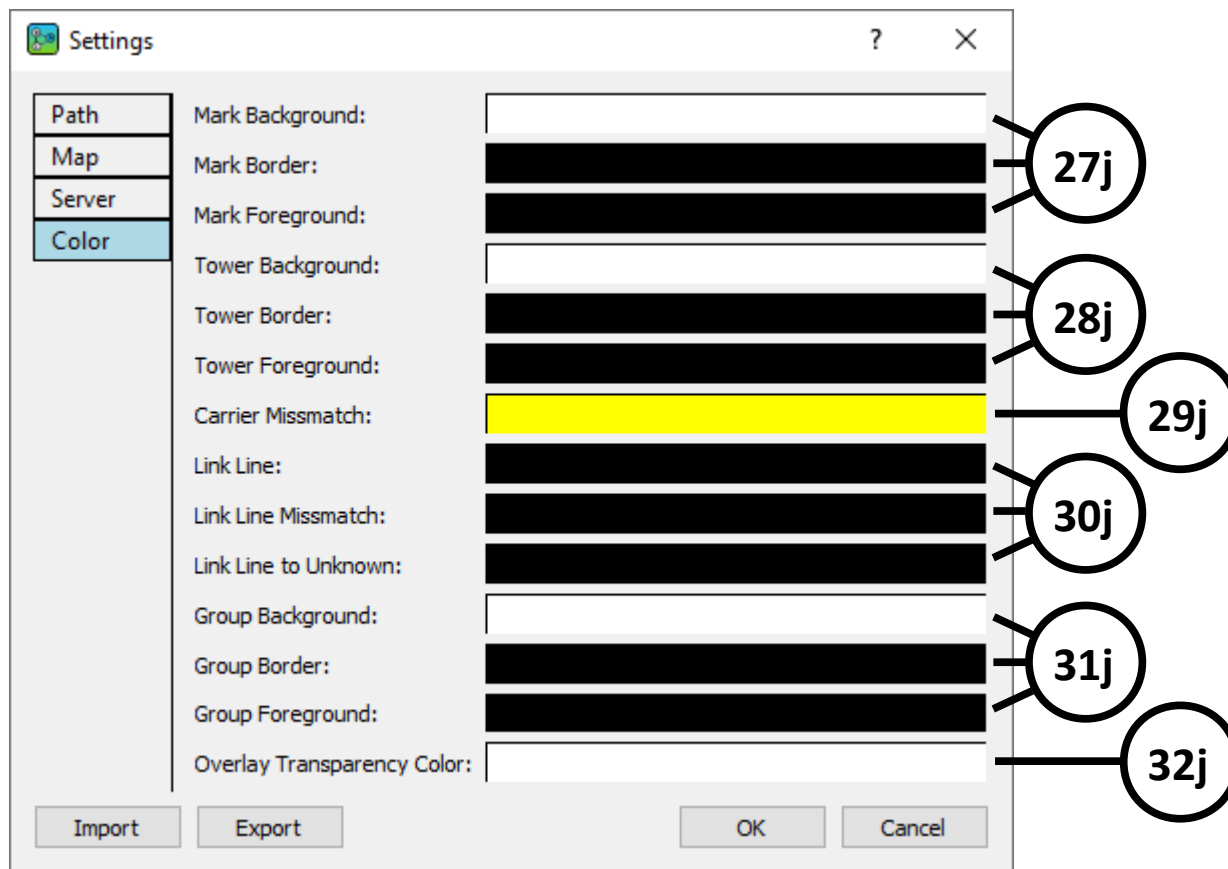 Settings
?
Path
Map
Server
Color
Mark Background:
Mark Border:
Mark Foreground:
27j
Tower Background:
Tower Border:
Tower Foreground:
28j
Carrier Missmatch:
29j
Link Line:
Link Line Missmatch:
Link Line to Unknown:
30j
Group Background:
Group Border:
Group Foreground:
31j
Overlay Transparency Color:
32j
Import
Export
OK
Cancel